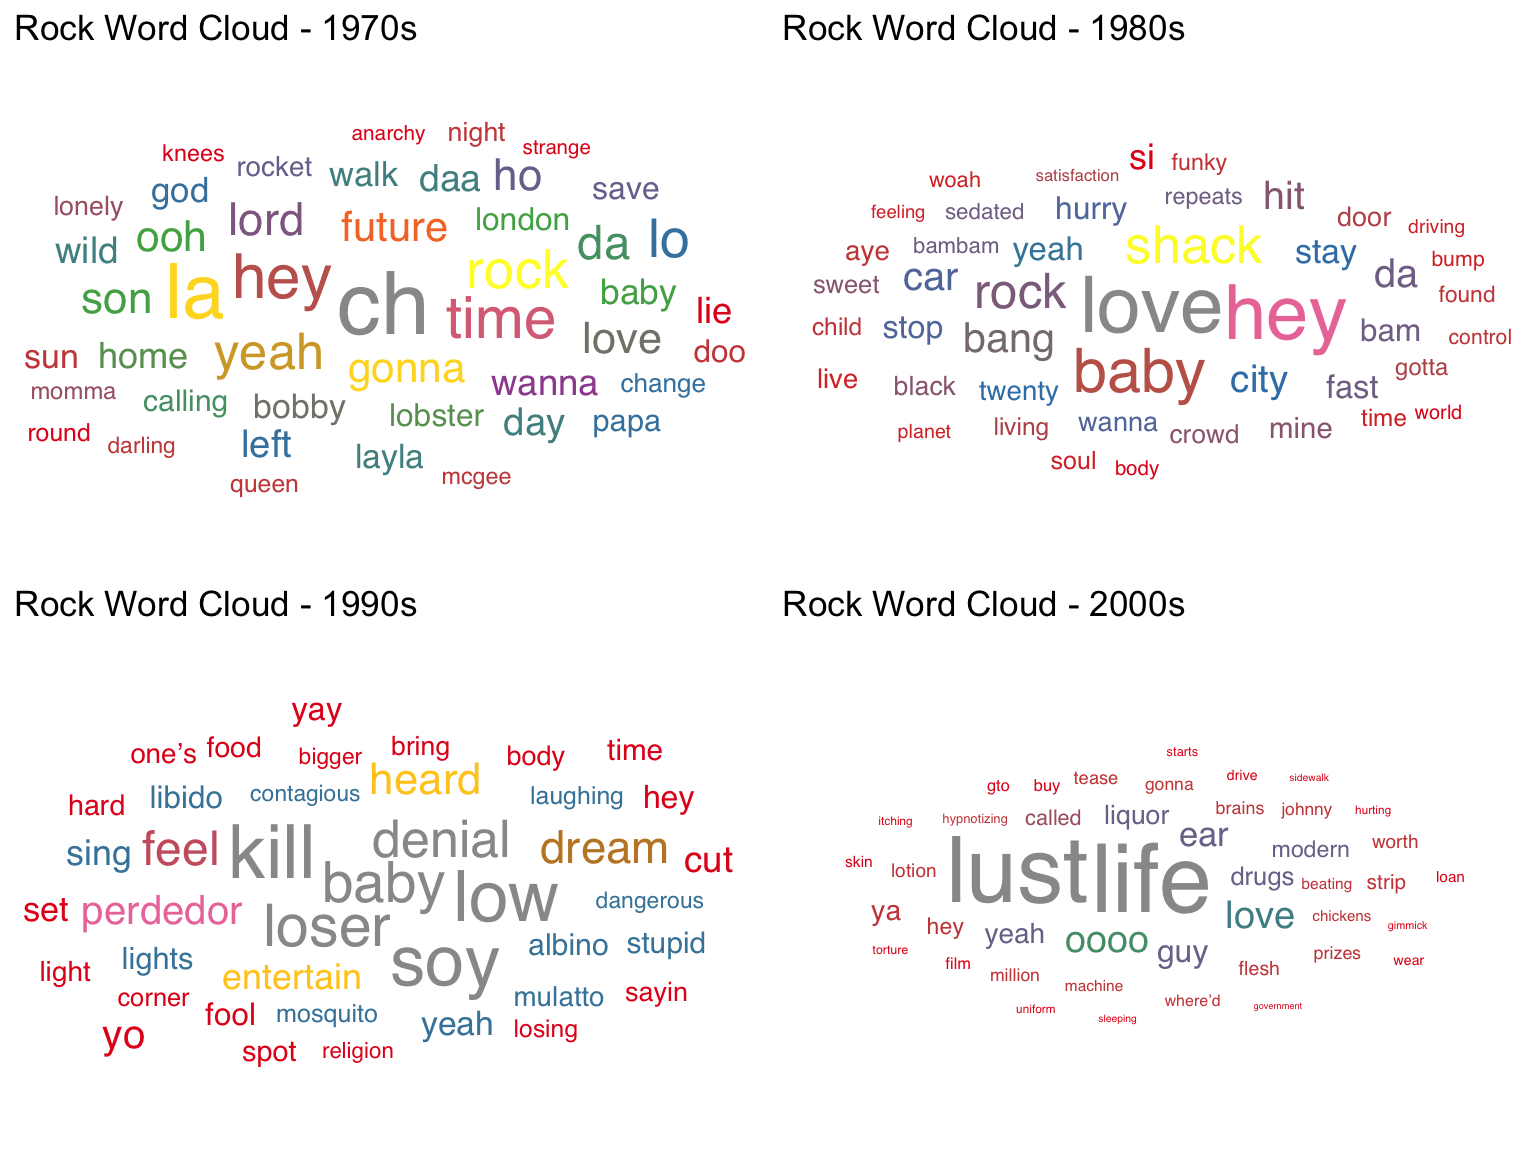 Rock Word Cloud - 1970s
anarchy night
knees strange
rocket walk daa ho
god save
lonely lord future london
ooh da lo
wild
la hey ch rock
son time baby lie
love
sun home yeah doo
gonna wanna change
momma calling bobby lobster
day papa
round darling left
layla
queen mcgee
Rock Word Cloud - 1980s
si funky
woah satisfaction
repeats hit
feeling sedated hurry door driving
aye bambam yeah shack stay
da bump
sweet car rock love hey found
child stop bang bam control
baby gotta
live black twenty city fast
planet living wanna crowd mine time world
soul body
Rock Word Cloud - 1990s
yay
one’s food bigger bring body time
heard
hard libido contagious laughing hey
sing feel kill denial dream cut
baby low
set perdedor loser dangerous
lights soy albino stupid
light entertain
corner mulatto sayin
fool mosquito yeah losing
yo spot religion
Rock Word Cloud - 2000s
starts
gto buy tease gonna drive sidewalk
itching hypnotizing called liquor brains johnny hurting
ear
skin lotion lust life modern worth
drugs beating strip loan
ya hey love chickens gimmick
yeah oooo guy
torture film prizes wear
million machine flesh
uniform where’d government
sleeping